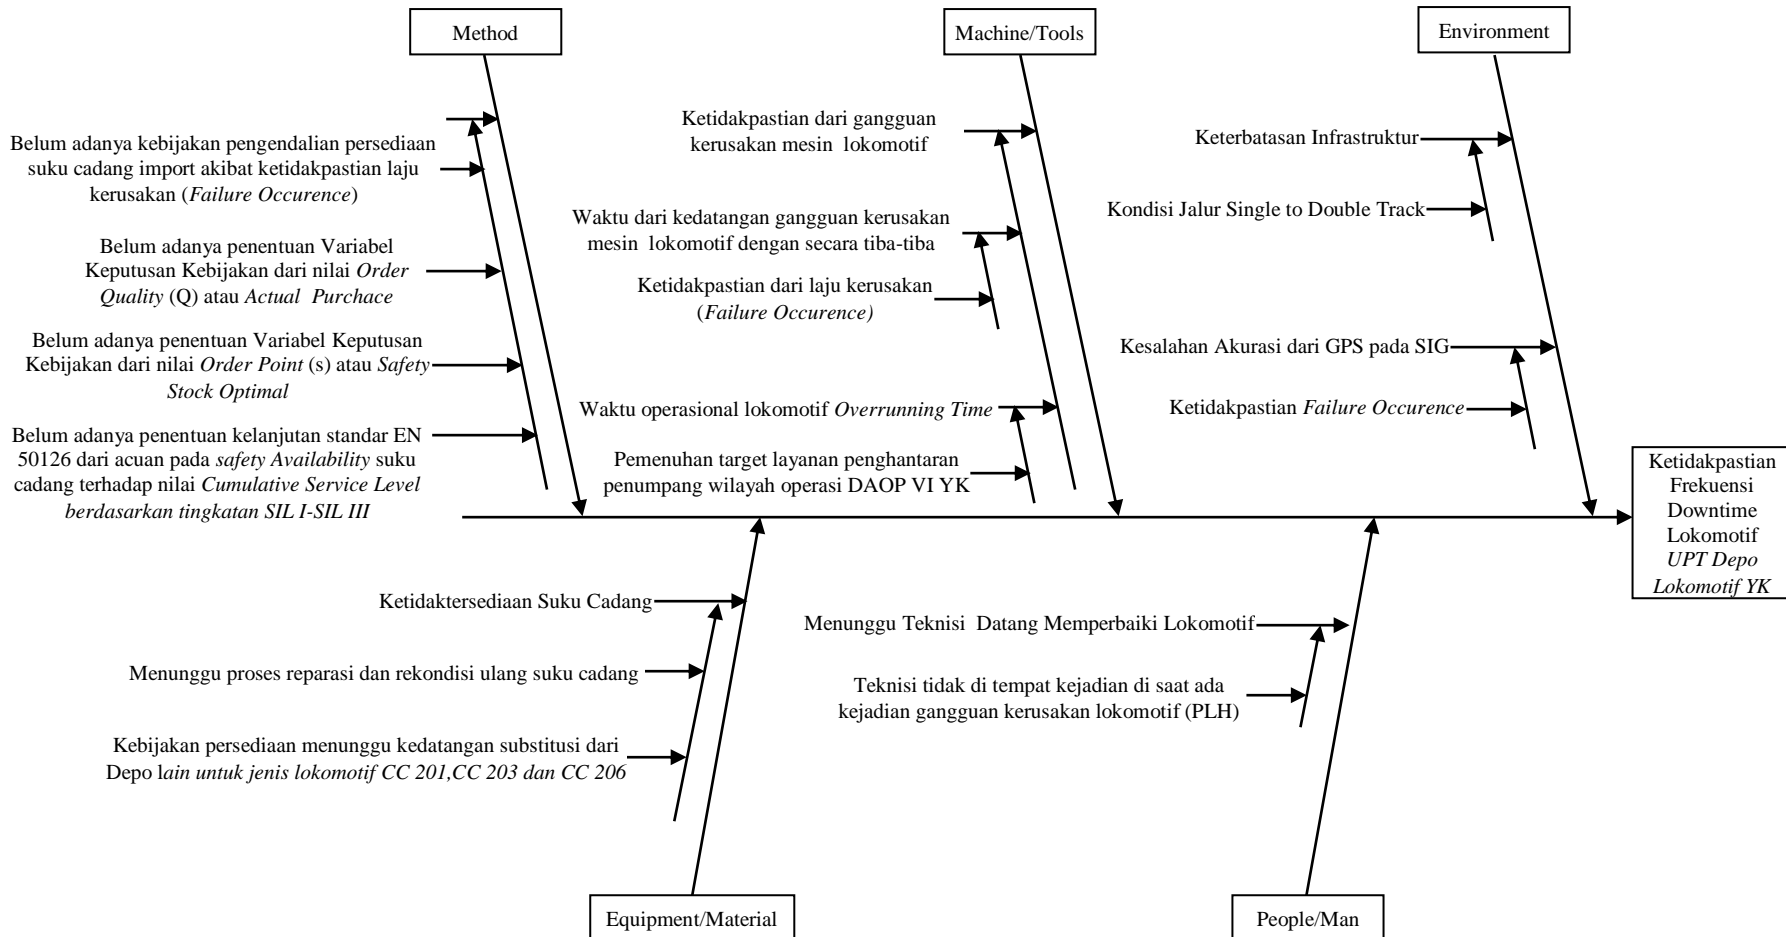 Method
Machine/Tools
Environment
Belum adanya kebijakan pengendalian persediaan
suku cadang import akibat ketidakpastian laju
kerusakan (Failure Occurence)
Belum adanya penentuan Variabel
Keputusan Kebijakan dari nilai Order
Quality (Q) atau Actual Purchace
Belum adanya penentuan Variabel Keputusan
Kebijakan dari nilai Order Point (s) atau Safety
Stock Optimal
Belum adanya penentuan kelanjutan standar EN
50126 dari acuan pada safety Availability suku
cadang terhadap nilai Cumulative Service Level
berdasarkan tingkatan SIL I-SIL III
Ketidakpastian dari gangguan
kerusakan mesin lokomotif
Waktu dari kedatangan gangguan kerusakan
mesin lokomotif dengan secara tiba-tiba
Ketidakpastian dari laju kerusakan
(Failure Occurence)
Waktu operasional lokomotif Overrunning Time
Pemenuhan target layanan penghantaran
penumpang wilayah operasi DAOP VI YK
Keterbatasan Infrastruktur
Kondisi Jalur Single to Double Track
Kesalahan Akurasi dari GPS pada SIG
Ketidakpastian Failure Occurence
Ketidakpastian
Frekuensi
Downtime
Lokomotif
UPT Depo
Lokomotif YK
Ketidaktersediaan Suku Cadang
Menunggu proses reparasi dan rekondisi ulang suku cadang
Kebijakan persediaan menunggu kedatangan substitusi dari
Depo lain untuk jenis lokomotif CC 201,CC 203 dan CC 206
Menunggu Teknisi Datang Memperbaiki Lokomotif
Teknisi tidak di tempat kejadian di saat ada
kejadian gangguan kerusakan lokomotif (PLH)
Equipment/Material
People/Man